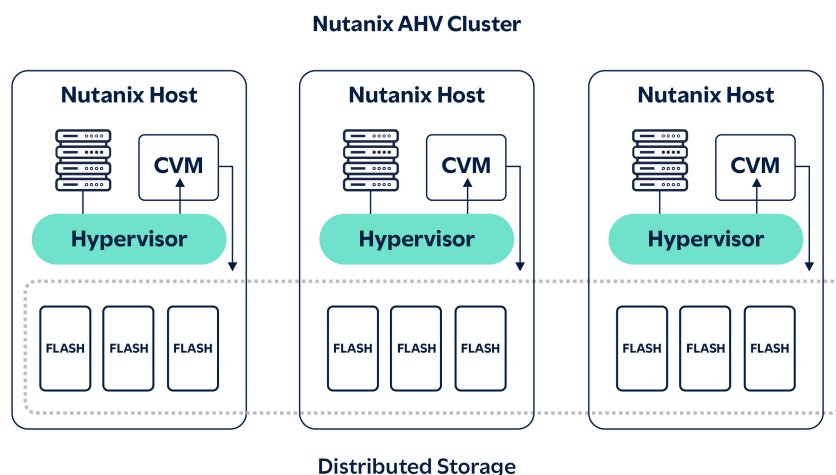 Nutanix AHV Cluster
Nutanix Host
CVM
Hypervisor
FLASH FLASH FLASH
Nutanix Host
CVM
Hypervisor
FLASH FLASH FLASH
Nutanix Host
CVM
Hypervisor
FLASH FLASH FLASH
Distributed Storage